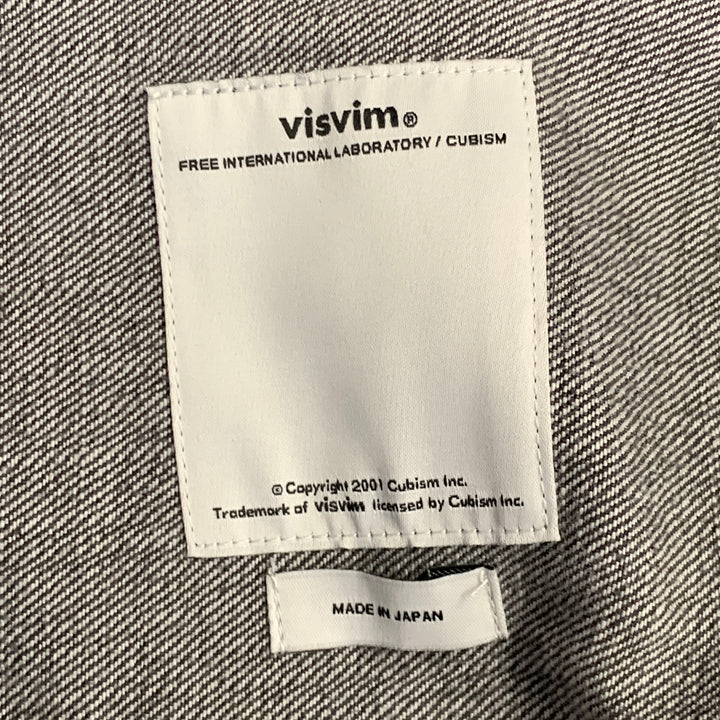 visvim®
FREE INTERNATIONAL LABORATORY / CUBISM
© Copyright 2001 Cubism Inc.
Trademark of visvim licensed by Cubism Inc.
MADE IN JAPAN